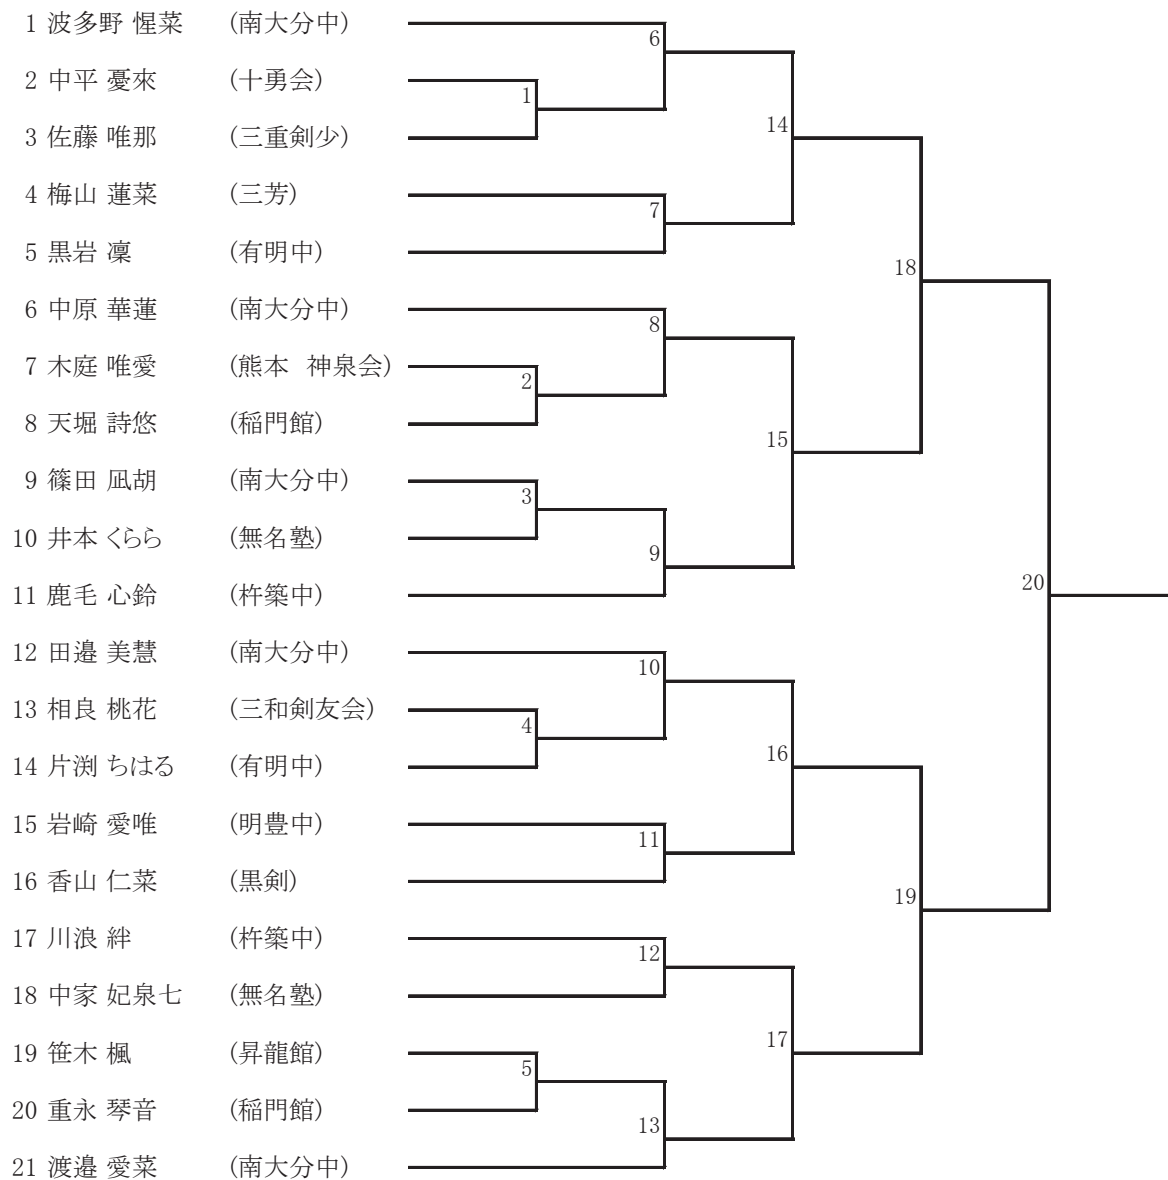 1 波多野 惺菜 (南大分中)
6
2 中平 憂來 (十勇会)
1
3 佐藤 唯那 (三重剣少)
14
4 梅山 蓮菜 (三芳)
7
5 黒岩 凜 (有明中)
18
6 中原 華蓮 (南大分中)
8
7 木庭 唯愛 (熊本 神泉会)
2
8 天堀 詩悠 (稲門館)
15
9 篠田 凪胡 (南大分中)
3
10 井本 くらら (無名塾)
9
20
11 鹿毛 心鈴 (杵築中)
12 田邉 美慧 (南大分中)
10
13 相良 桃花 (三和剣友会)
4
16
14 片渕 ちはる (有明中)
15 岩崎 愛唯 (明豊中)
11
16 香山 仁菜 (黒剣)
19
17 川浪 絆 (杵築中)
12
18 中家 妃泉七 (無名塾)
17
19 笹木 楓 (昇龍館)
5
20 重永 琴音 (稲門館)
13
21 渡邉 愛菜 (南大分中)